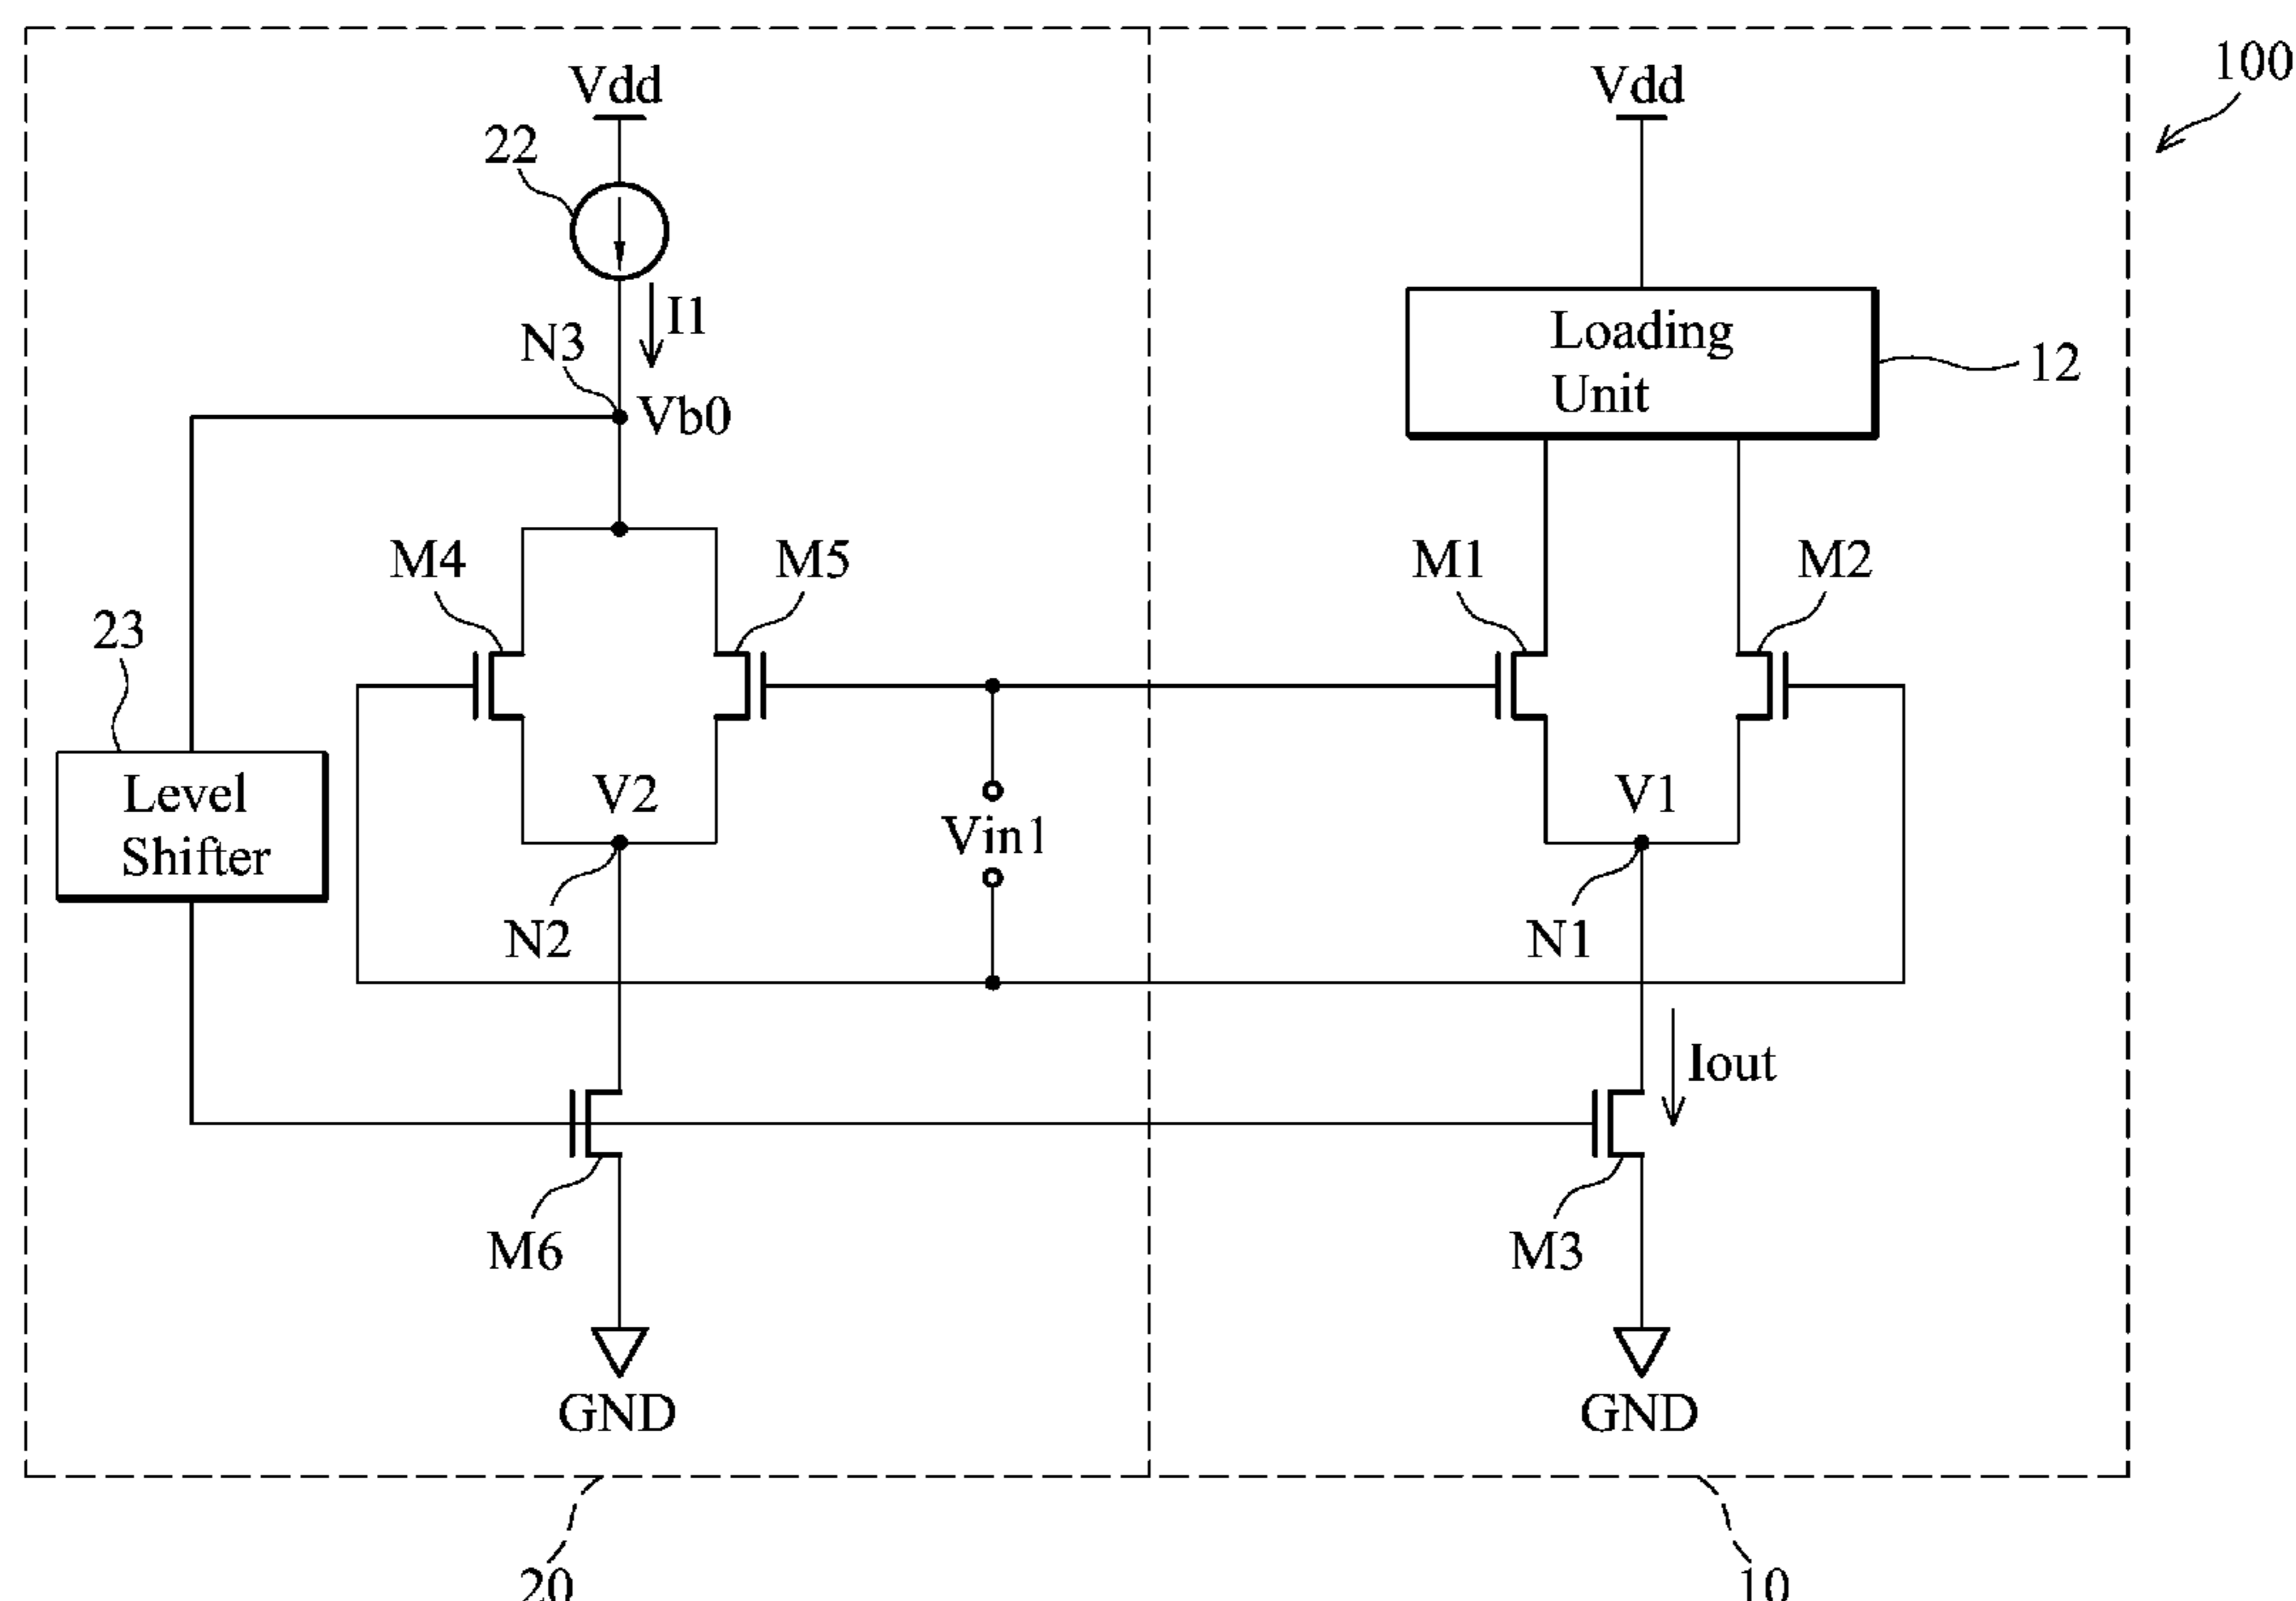 100
Vdd
Vdd
22
I1
N3
Vb0
Loading
Unit
12
M4
M5
M1
M2
23
Level
Shifter
V2
Vin1
V1
N2
N1
Iout
M6
M3
GND
GND
20
10